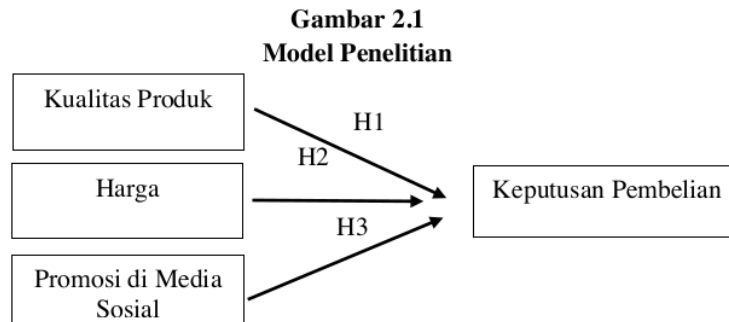 Gambar 2.1
Model Penelitian
Kualitas Produk
H1
H2
Harga
Keputusan Pembelian
H3
Promosi di Media
Sosial